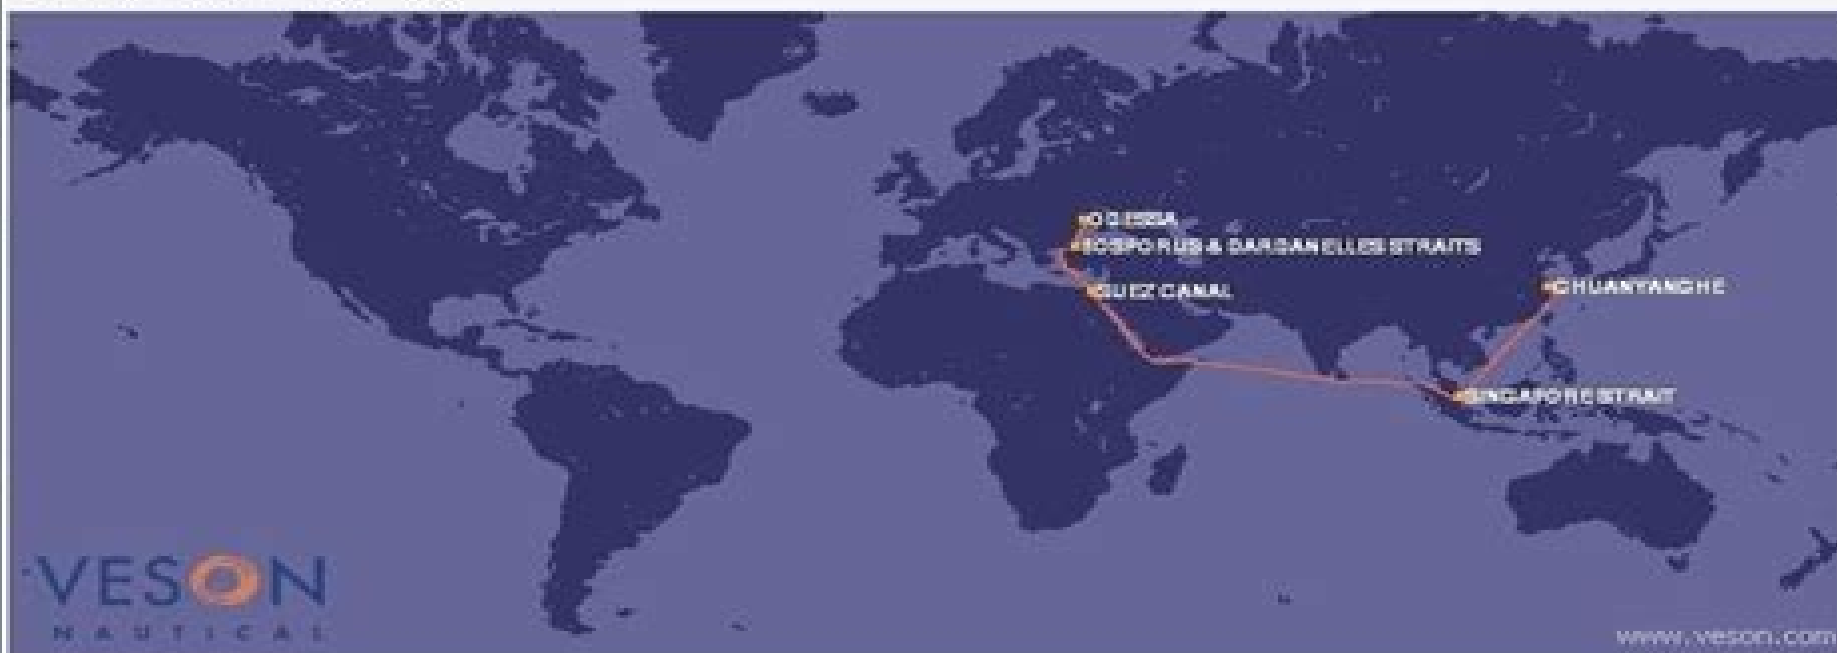 ODESSA
BOSPORUS & DARDANELLES STRAITS
SUEZ CANAL
CHUANYANGHE
SINGAPORE STRAIT
VESON
NAUTICAL
www.veson.com